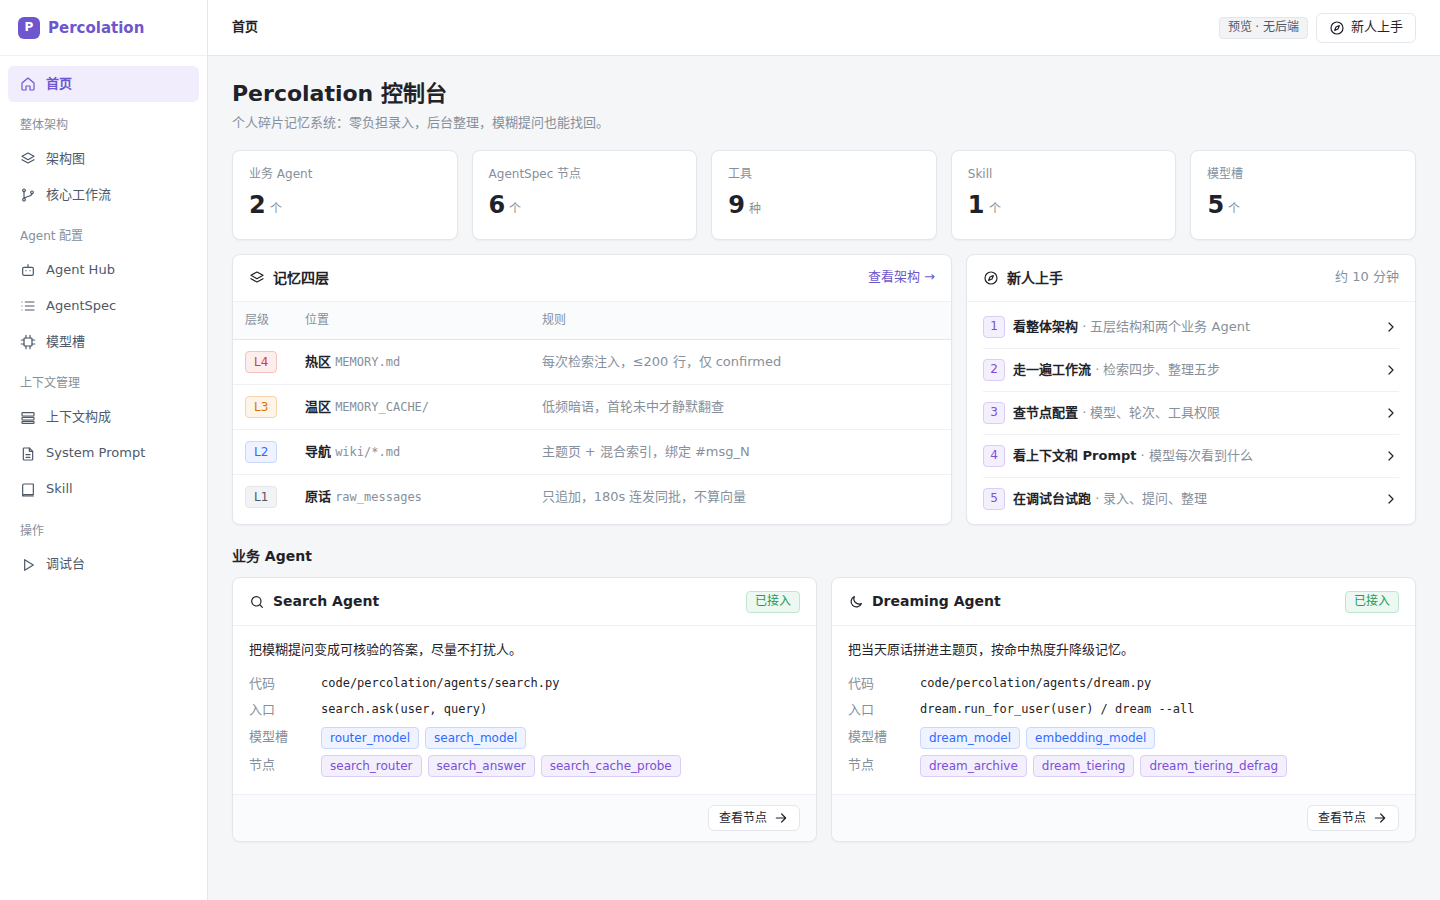 P Percolation
首页
整体架构
架构图
核心工作流
Agent 配置
Agent Hub
AgentSpec
模型槽
上下文管理
上下文构成
System Prompt
Skill
操作
调试台
首页
预览 · 无后端
新人上手
Percolation 控制台
个人碎片记忆系统：零负担录入，后台整理，模糊提问也能找回。
业务 Agent
2 个
AgentSpec 节点
6 个
工具
9 种
Skill
1 个
模型槽
5 个
记忆四层
查看架构 →
层级 位置 规则
L4 热区 MEMORY.md 每次检索注入，≤200 行，仅 confirmed
L3 温区 MEMORY_CACHE/ 低频暗语，首轮未中才静默翻查
L2 导航 wiki/*.md 主题页 + 混合索引，绑定 #msg_N
L1 原话 raw_messages 只追加，180s 连发同批，不算向量
新人上手
约 10 分钟
1 看整体架构 · 五层结构和两个业务 Agent
2 走一遍工作流 · 检索四步、整理五步
3 查节点配置 · 模型、轮次、工具权限
4 看上下文和 Prompt · 模型每次看到什么
5 在调试台试跑 · 录入、提问、整理
业务 Agent
Search Agent
已接入
把模糊提问变成可核验的答案，尽量不打扰人。
代码 code/percolation/agents/search.py
入口 search.ask(user, query)
模型槽 router_model search_model
节点 search_router search_answer search_cache_probe
查看节点 →
Dreaming Agent
已接入
把当天原话拼进主题页，按命中热度升降级记忆。
代码 code/percolation/agents/dream.py
入口 dream.run_for_user(user) / dream --all
模型槽 dream_model embedding_model
节点 dream_archive dream_tiering dream_tiering_defrag
查看节点 →